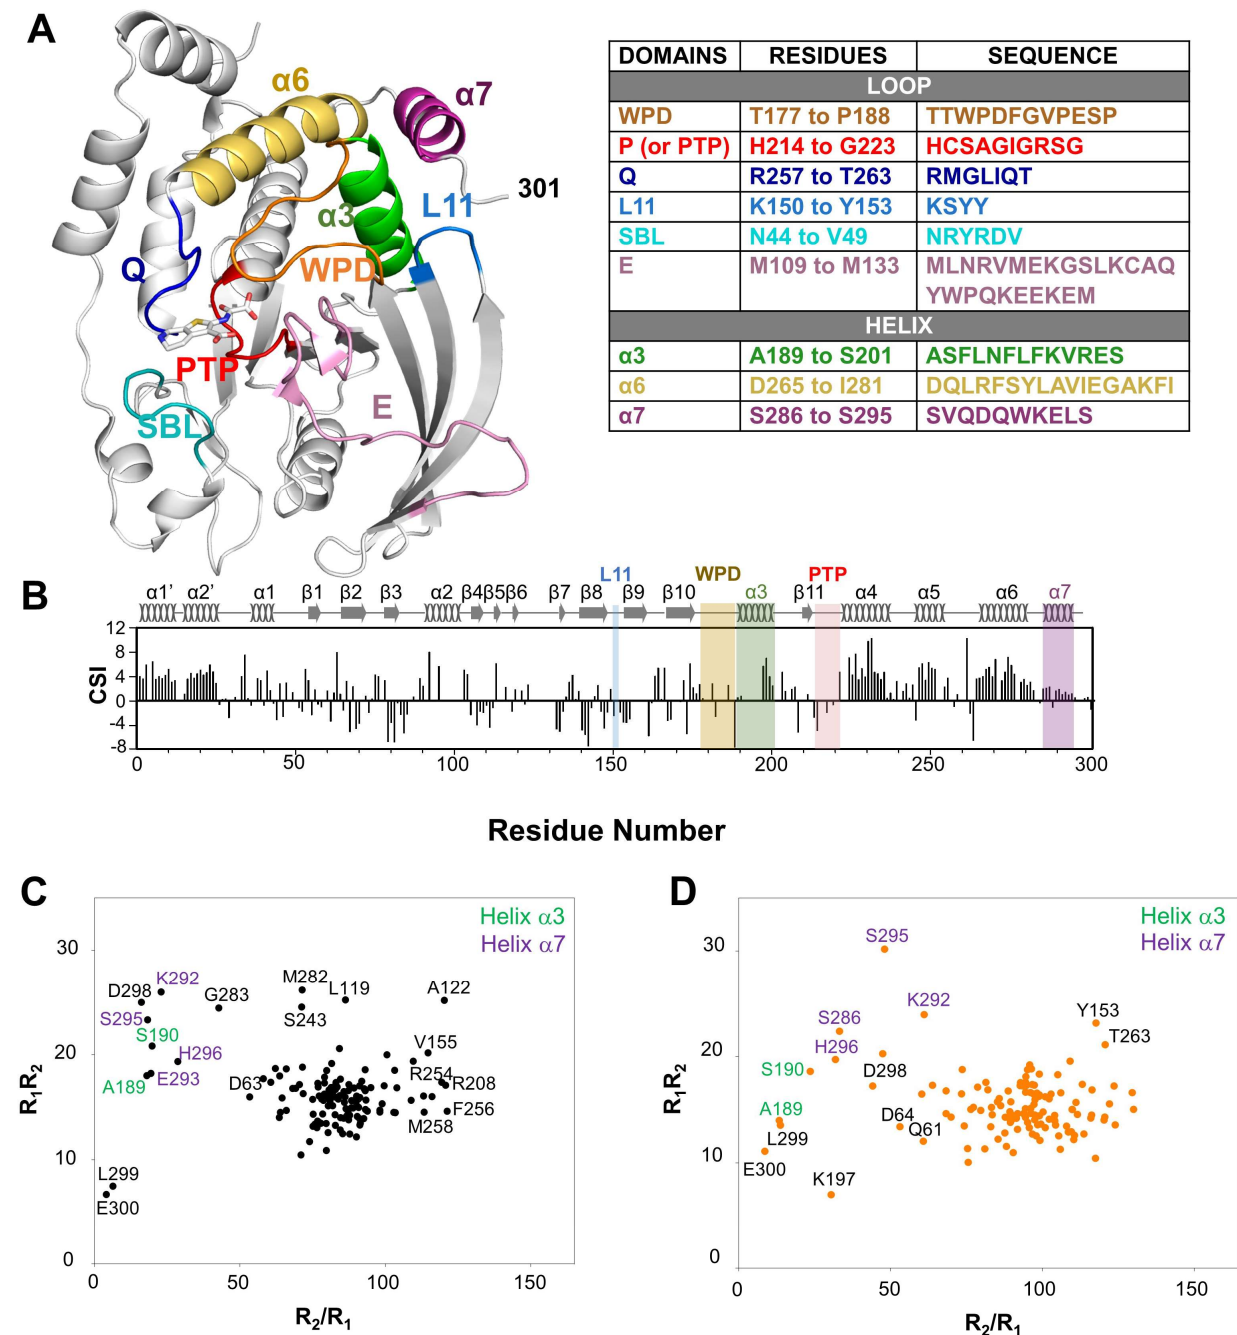 A
α6
α7
301
α3
L11
Q
WPD
PTP
E
SBL
DOMAINS RESIDUES SEQUENCE
LOOP
WPD T177 to P188 TTWPDFGVPESP
P (or PTP) H214 to G223 HCSAGIGRSG
Q R257 to T263 RMGLIQT
L11 K150 to Y153 KSYY
SBL N44 to V49 NRYRDV
E M109 to M133 MLNRVMEKGSLKCAQ
YWPQKEEKEM
HELIX
α3 A189 to S201 ASFLNFLFKVRES
α6 D265 to I281 DQLRFSYLAVIEGAKFI
α7 S286 to S295 SVQDQWKELS
B
L11 WPD PTP
α1’ α2’ α1 β1 β2 β3 α2 β4 β5 β6 β7 β8 β9 β10 α3 β11 α4 α5 α6 α7
CSI
12
8
4
0
-4
-8
0 50 100 150 200 250 300
Residue Number
C
Helix α3
Helix α7
R1R2
30
20
10
0
K292
D298
G283
M282
L119
A122
S295
S243
S190
H296
V155
A189
E293
D63
R254
R208
F256
M258
L299
E300
0 50 100 150
R2/R1
D
Helix α3
Helix α7
R1R2
30
20
10
0
S295
K292
S286
Y153
H296
T263
S190
D298
A189
D64
L299
Q61
E300
K197
0 50 100 150
R2/R1